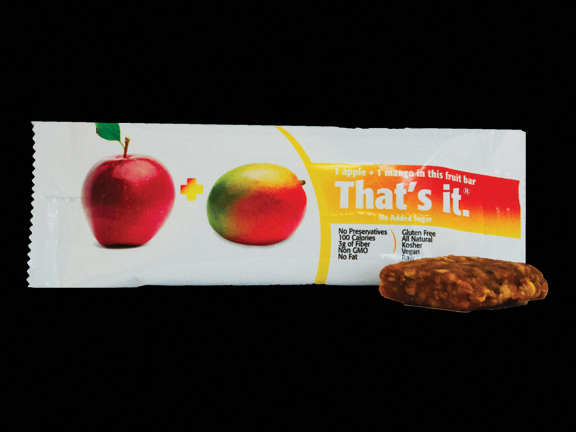 1 apple + 1 mango in this fruit bar
That's it.®
No Added Sugar
No Preservatives
100 Calories
3g of Fiber
Non GMO
No Fat
Gluten Free
All Natural
Kosher
Vegan